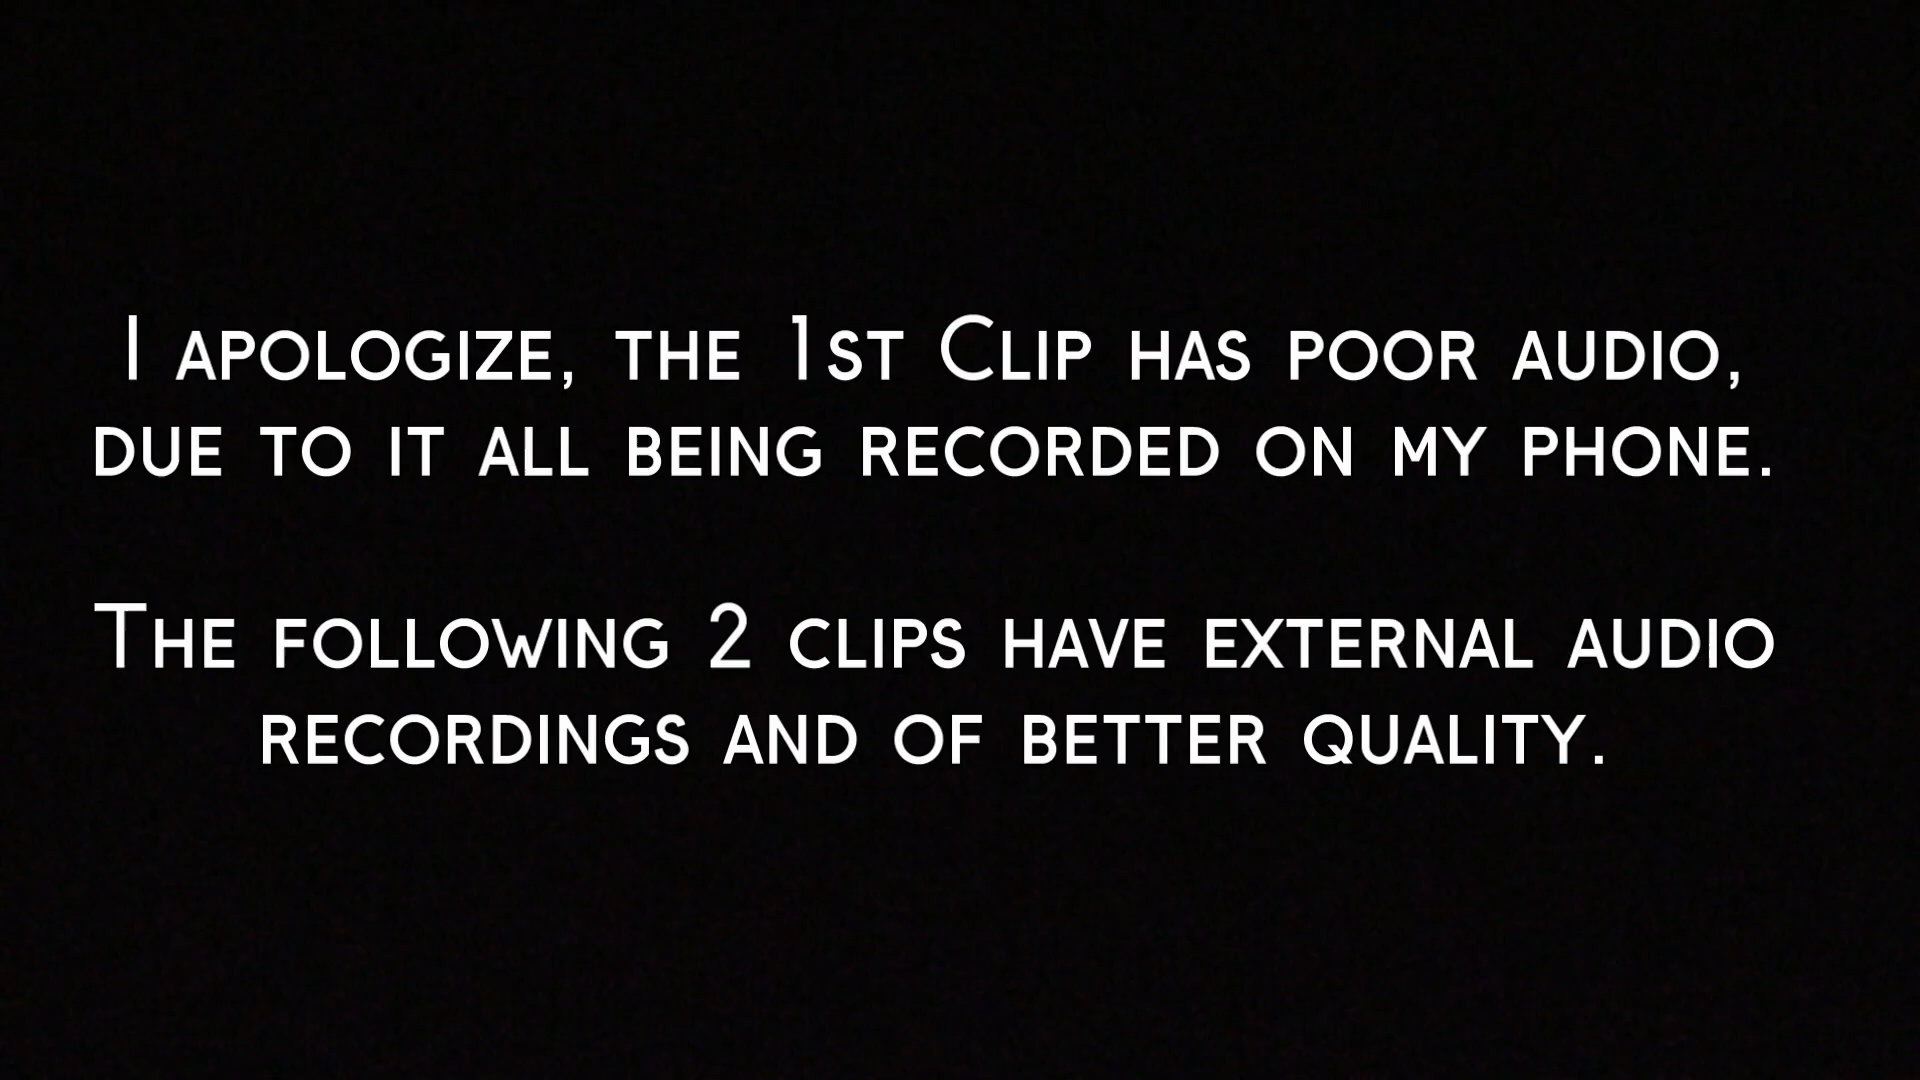 I apologize, the 1st Clip has poor audio,
due to it all being recorded on my phone.
The following 2 clips have external audio
recordings and of better quality.